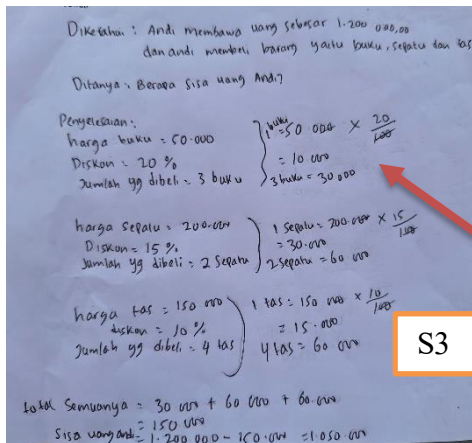 Diketahui : Andi membawa uang sebesar 1.200 000,00
dan andi membeli barang yaitu buku, sepatu dan tas
Ditanya : Berapa sisa uang Andi?
Penyelesaian :
harga buku = 50.000
Diskon = 20 %
Jumlah yg dibeli = 3 buku
1 buku = 50 000 × 20/100
= 10 000
3 buku = 30 000
harga sepatu = 200.000
Diskon = 15 %
Jumlah yg dibeli = 2 sepatu
1 sepatu = 200.000 × 15/100
= 30.000
2 sepatu = 60 000
harga tas = 150 000
diskon = 10 %
Jumlah yg dibeli = 4 tas
1 tas = 150 000 × 10/100
= 15.000
4 tas = 60 000
S3
total semuanya = 30 000 + 60 000 + 60.000
= 150 000
Sisa uang andi = 1.200 000 - 150.000 = 1.050 000